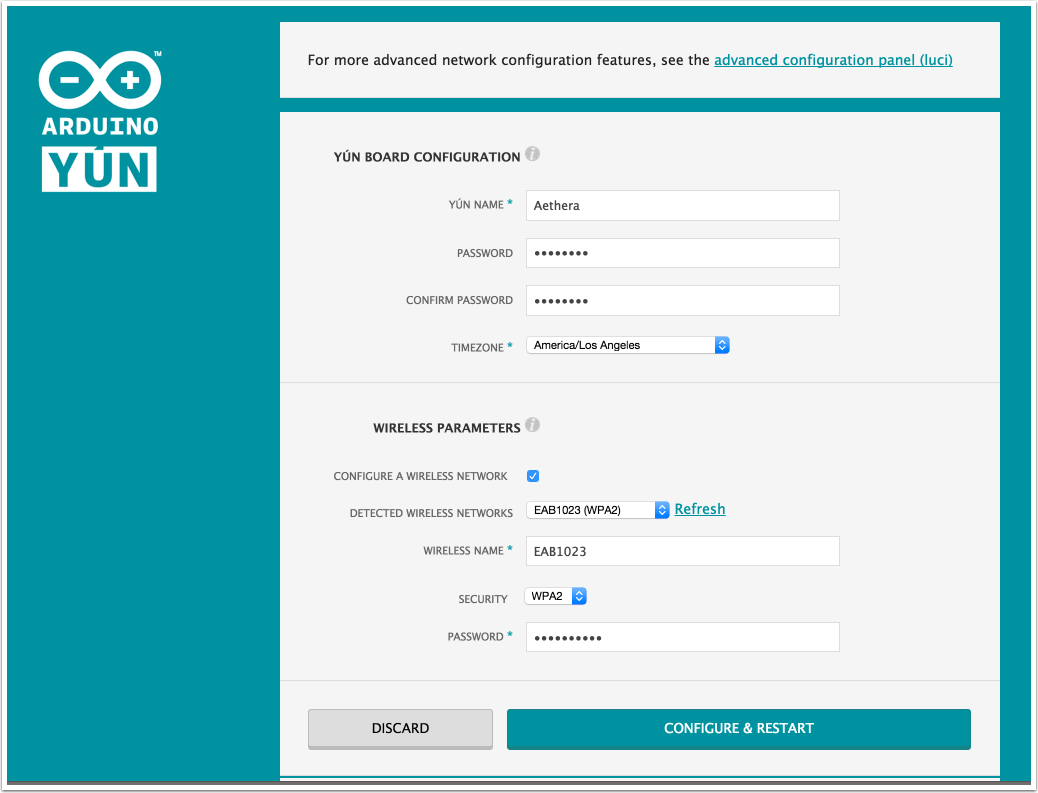 For more advanced network configuration features, see the advanced configuration panel (luci)
ARDUINO
YÚN
YÚN BOARD CONFIGURATION i
YÚN NAME * Aethera
PASSWORD ••••••••
CONFIRM PASSWORD ••••••••
TIMEZONE * America/Los Angeles
WIRELESS PARAMETERS i
CONFIGURE A WIRELESS NETWORK
DETECTED WIRELESS NETWORKS EAB1023 (WPA2) Refresh
WIRELESS NAME * EAB1023
SECURITY WPA2
PASSWORD * ••••••••••
DISCARD CONFIGURE & RESTART